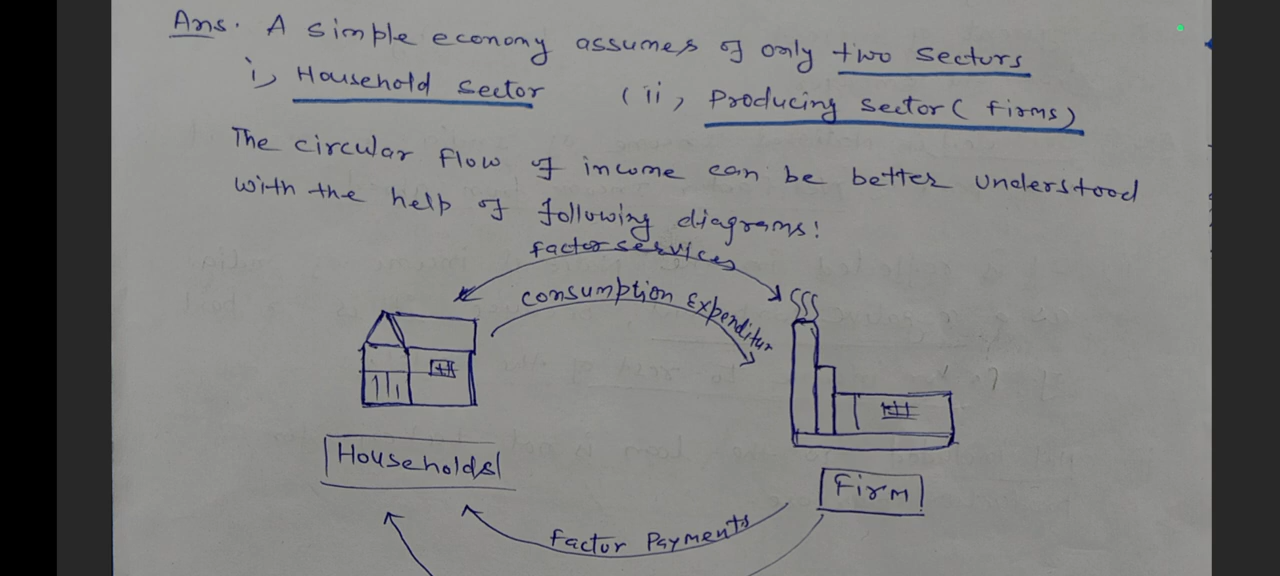 Ans. A simple economy assumes of only two sectors
i, Household sector (ii, Producing sector (firms)
The circular flow of income can be better understood
with the help of following diagrams:
factor services
Consumption Expenditur
Households
Firm
Factor Payments